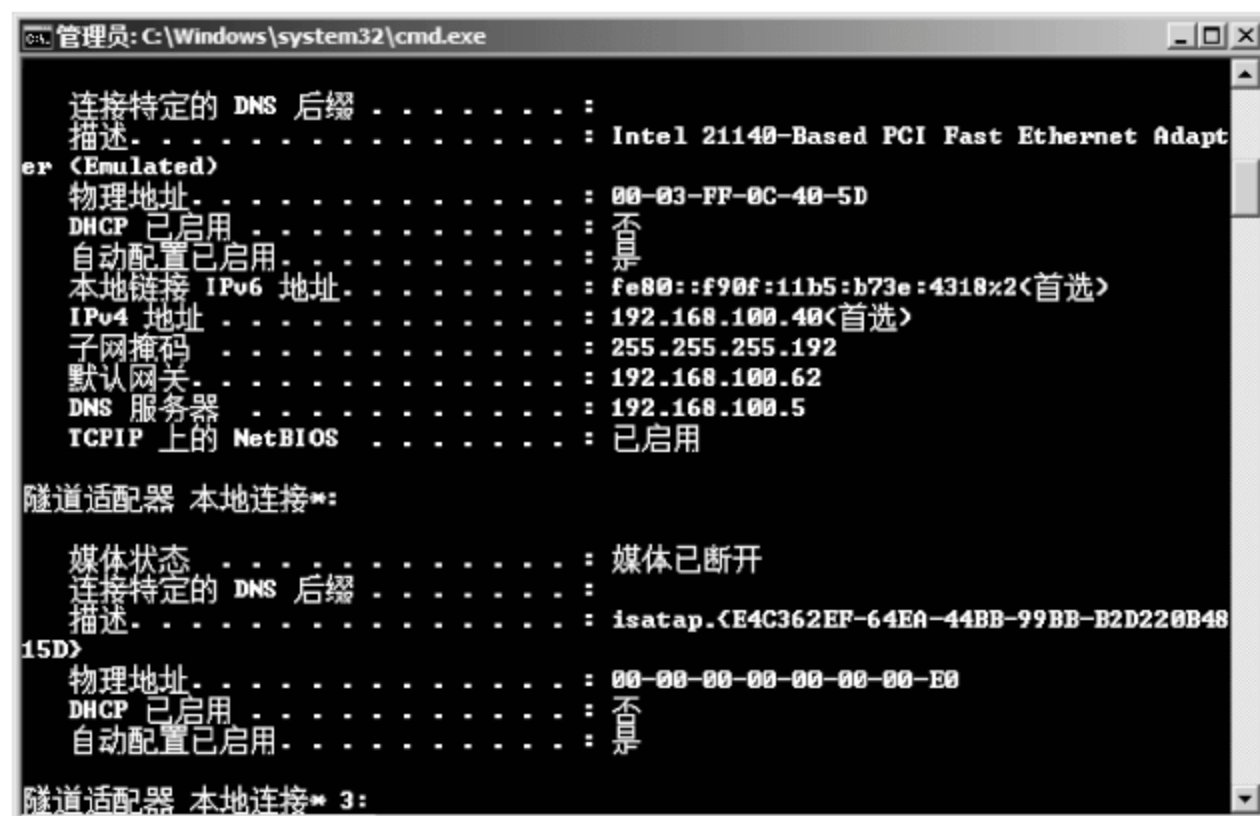 管理员: C:\Windows\system32\cmd.exe
连接特定的 DNS 后缀 . . . . . . . :
描述. . . . . . . . . . . . . . . : Intel 21140-Based PCI Fast Ethernet Adapt
er (Emulated)
物理地址. . . . . . . . . . . . . : 00-03-FF-0C-40-5D
DHCP 已启用 . . . . . . . . . . . : 否
自动配置已启用. . . . . . . . . . : 是
本地链接 IPv6 地址. . . . . . . . : fe80::f90f:11b5:b73e:4318%2(首选)
IPv4 地址 . . . . . . . . . . . . : 192.168.100.40(首选)
子网掩码 . . . . . . . . . . . . : 255.255.255.192
默认网关. . . . . . . . . . . . . : 192.168.100.62
DNS 服务器 . . . . . . . . . . . : 192.168.100.5
TCPIP 上的 NetBIOS . . . . . . . : 已启用
隧道适配器 本地连接*:
媒体状态 . . . . . . . . . . . . : 媒体已断开
连接特定的 DNS 后缀 . . . . . . . :
描述. . . . . . . . . . . . . . . : isatap.{E4C362EF-64EA-44BB-99BB-B2D220B48
15D}
物理地址. . . . . . . . . . . . . : 00-00-00-00-00-00-00-E0
DHCP 已启用 . . . . . . . . . . . : 否
自动配置已启用. . . . . . . . . . : 是
隧道适配器 本地连接* 3: